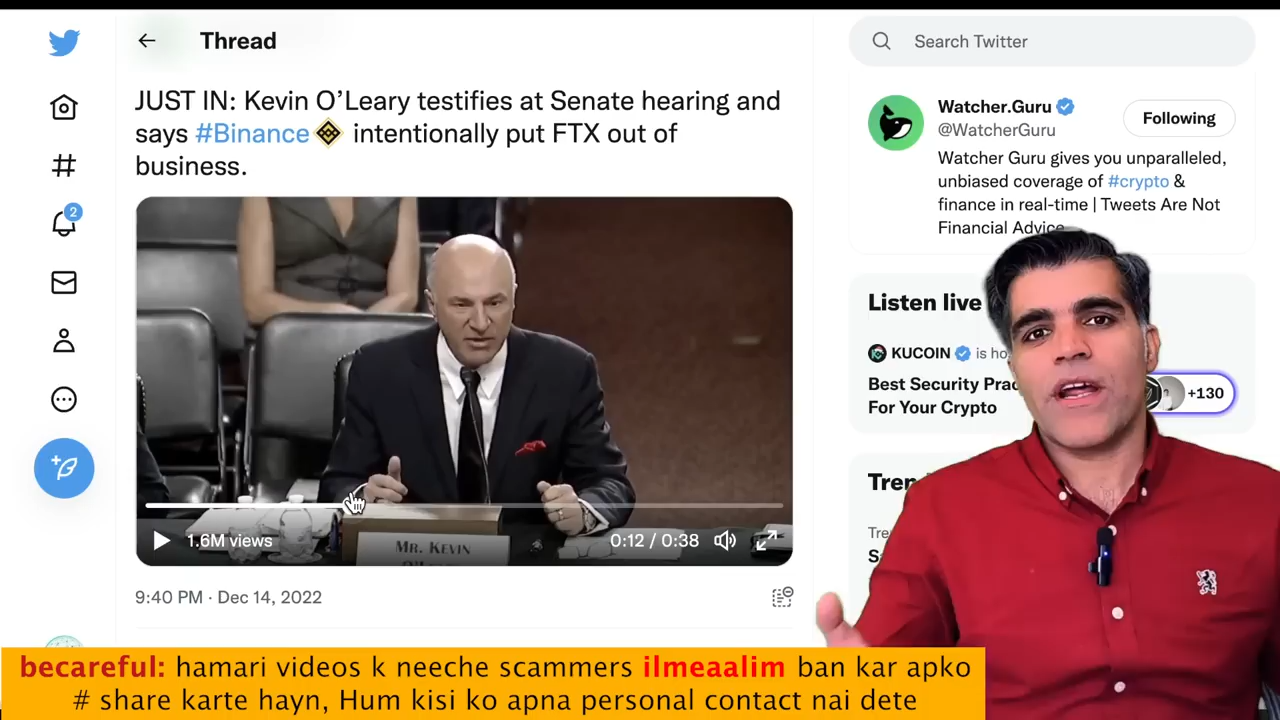 Thread
JUST IN: Kevin O’Leary testifies at Senate hearing and
says #Binance intentionally put FTX out of
business.
MR. KEVIN
O'LEARY
1.6M views
0:12 / 0:38
9:40 PM · Dec 14, 2022
2
Search Twitter
Watcher.Guru
@WatcherGuru
Following
Watcher Guru gives you unparalleled,
unbiased coverage of #crypto &
finance in real-time | Tweets Are Not
Financial Advice
Listen live
KUCOIN is ho
Best Security Prac
For Your Crypto
+130
Tren
Tre
S
becareful: hamari videos k neeche scammers ilmeaalim ban kar apko
# share karte hayn, Hum kisi ko apna personal contact nai dete